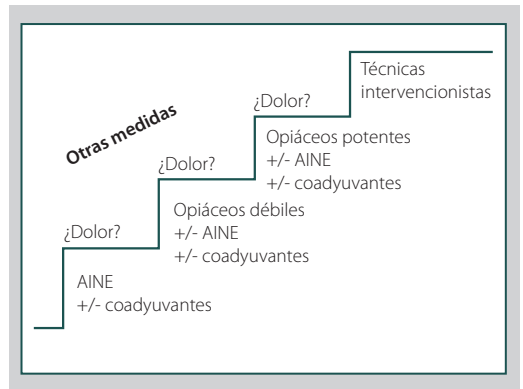 Técnicas
intervencionistas
¿Dolor?
Opiáceos potentes
+/- AINE
+/- coadyuvantes
Otras medidas
¿Dolor?
Opiáceos débiles
+/- AINE
+/- coadyuvantes
¿Dolor?
AINE
+/- coadyuvantes